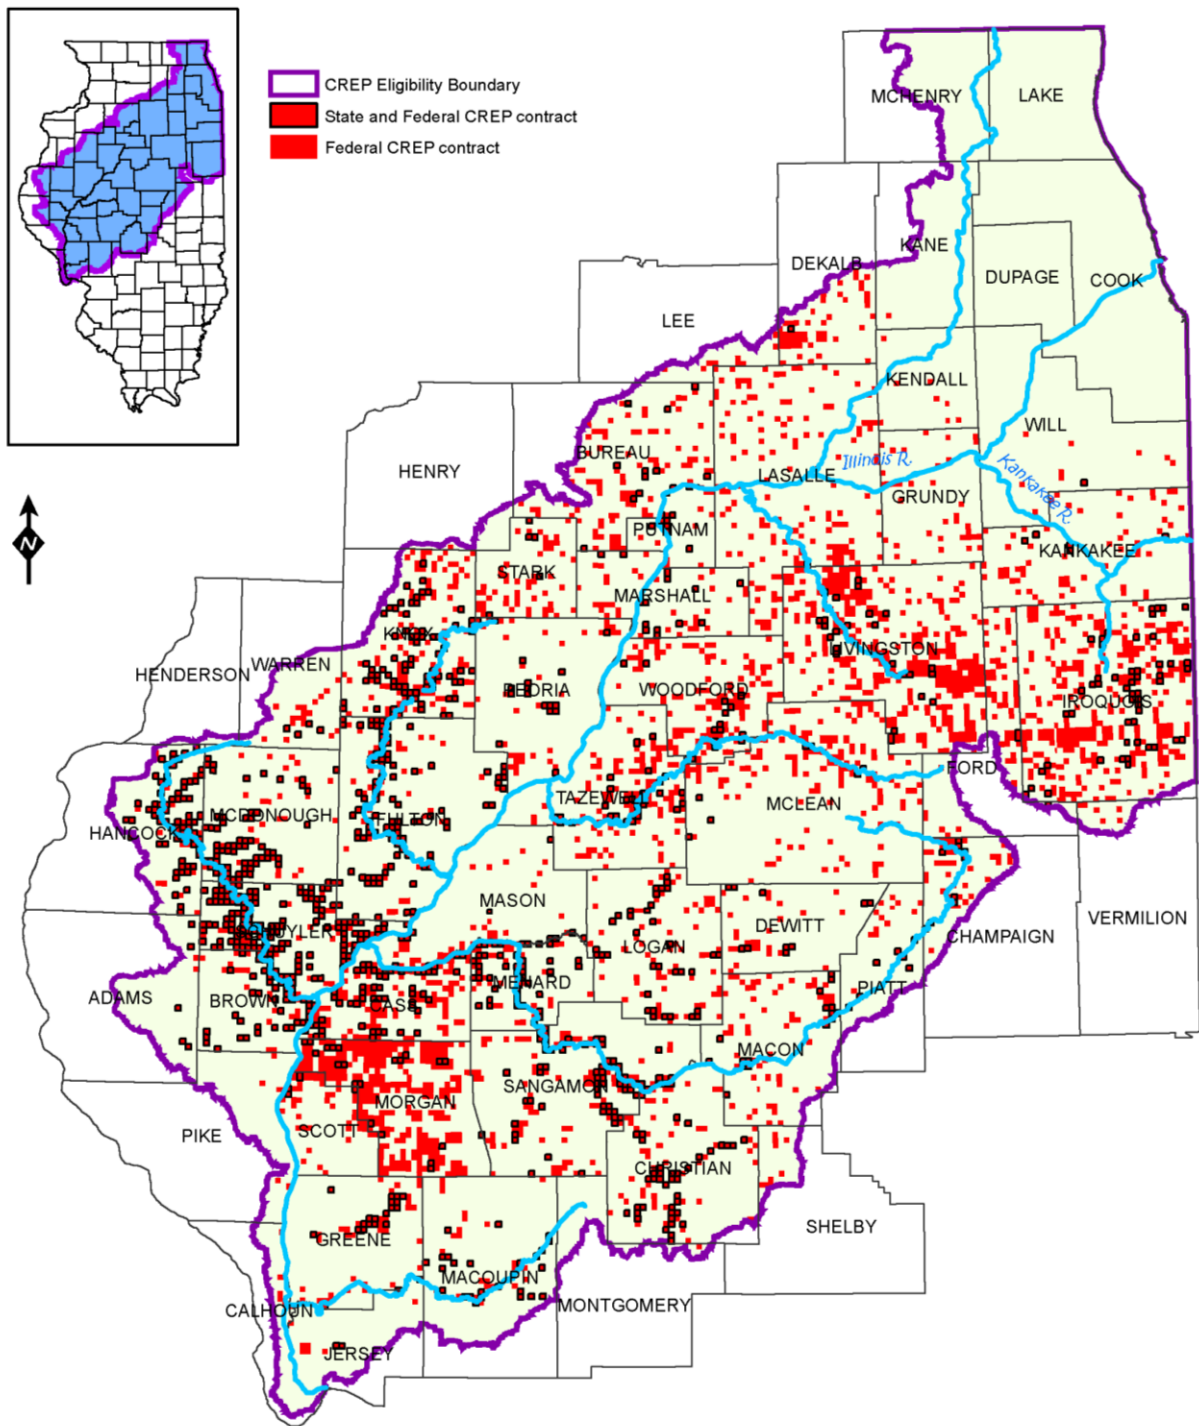 CREP Eligibility Boundary
State and Federal CREP contract
Federal CREP contract
MCHENRY
LAKE
KANE
DEKALB
DUPAGE
COOK
LEE
KENDALL
WILL
BUREAU
HENRY
LASALLE
Illinois R.
Kankakee R.
GRUNDY
N
PUTNAM
KANKAKEE
STARK
MARSHALL
KNOX
LIVINGSTON
WARREN
HENDERSON
PEORIA
WOODFORD
IROQUOIS
FORD
TAZEWELL
MCLEAN
MCDONOUGH
FULTON
HANCOCK
MASON
VERMILION
SCHUYLER
DEWITT
LOGAN
CHAMPAIGN
MENARD
PIATT
ADAMS
BROWN
CASS
MACON
SANGAMON
MORGAN
SCOTT
PIKE
CHRISTIAN
SHELBY
GREENE
MACOUPIN
MONTGOMERY
CALHOUN
JERSEY